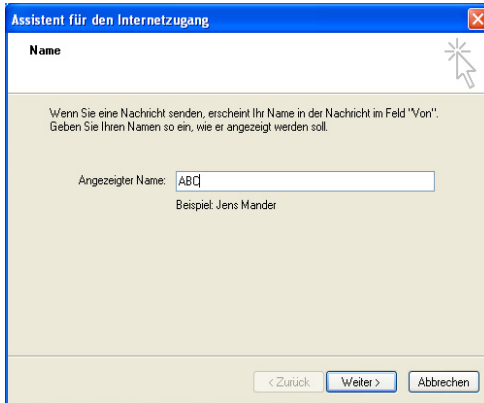 Assistent für den Internetzugang
Name
Wenn Sie eine Nachricht senden, erscheint Ihr Name in der Nachricht im Feld "Von".
Geben Sie Ihren Namen so ein, wie er angezeigt werden soll.
Angezeigter Name: ABC
Beispiel: Jens Mander
< Zurück Weiter > Abbrechen